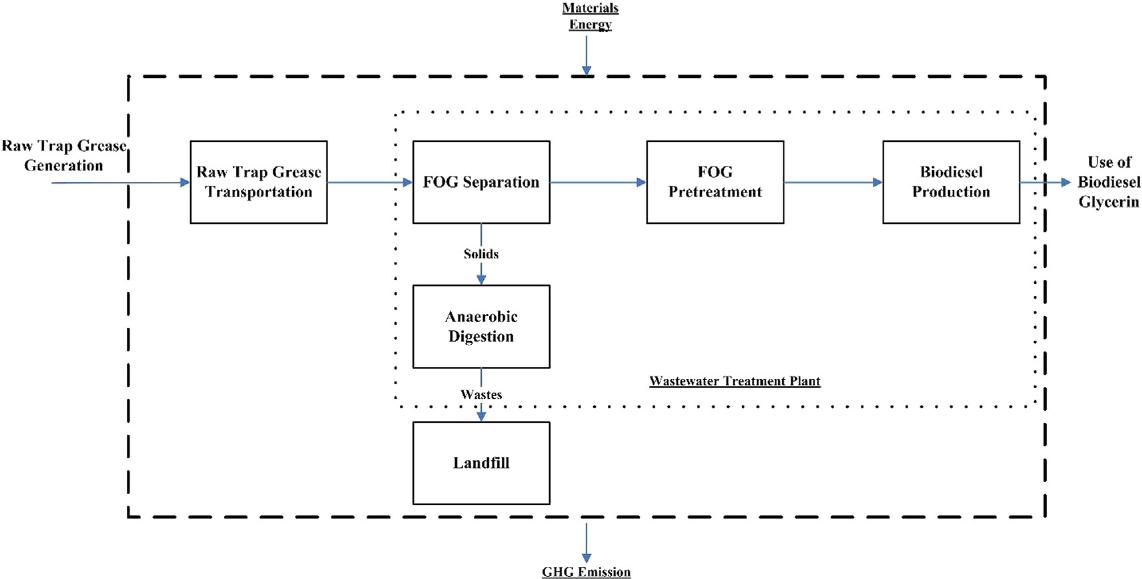 Materials
Energy
Raw Trap Grease
Generation
Raw Trap Grease
Transportation
FOG Separation
FOG
Pretreatment
Biodiesel
Production
Use of
Biodiesel
Glycerin
Solids
Anaerobic
Digestion
Wastewater Treatment Plant
Wastes
Landfill
GHG Emission